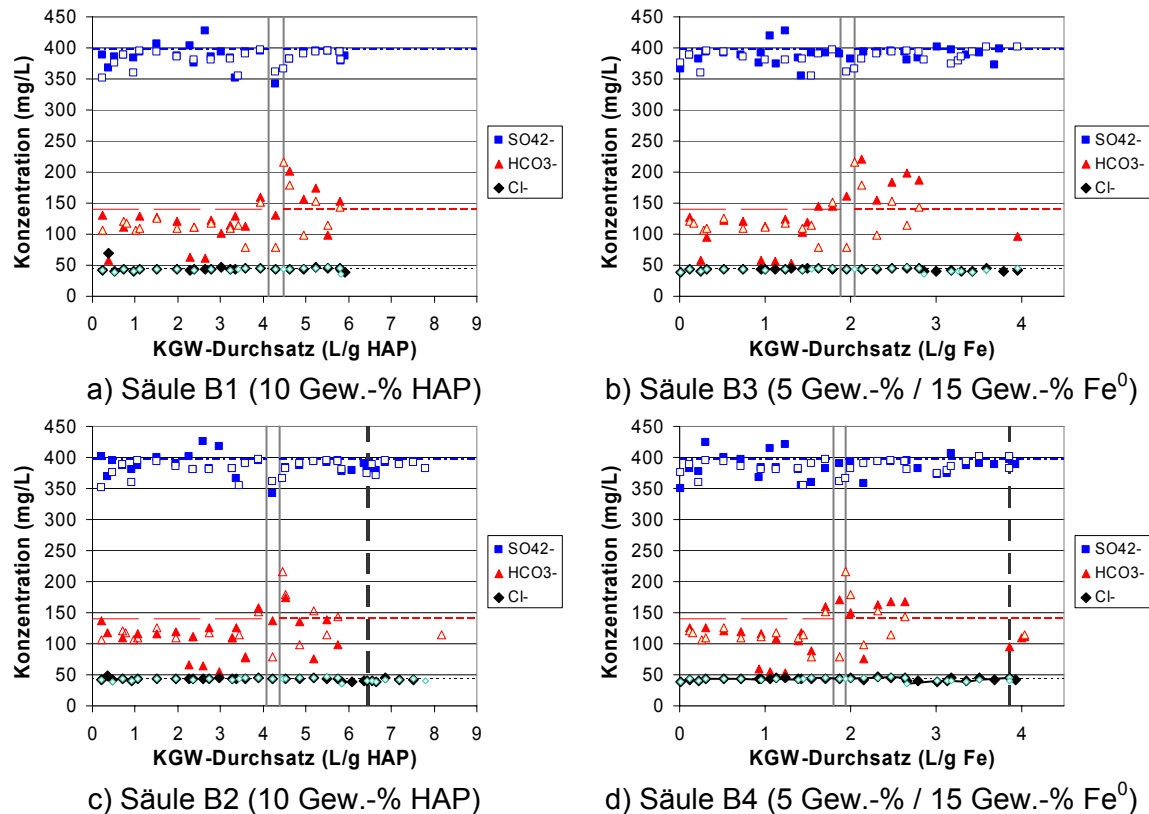 Konzentration (mg/L)
450
400
350
300
250
200
150
100
50
0
0 1 2 3 4 5 6 7 8 9
KGW-Durchsatz (L/g HAP)
SO42-
HCO3-
Cl-
a) Säule B1 (10 Gew.-% HAP)
Konzentration (mg/L)
450
400
350
300
250
200
150
100
50
0
0 1 2 3 4
KGW-Durchsatz (L/g Fe)
SO42-
HCO3-
Cl-
b) Säule B3 (5 Gew.-% / 15 Gew.-% Fe⁰)
Konzentration (mg/L)
450
400
350
300
250
200
150
100
50
0
0 1 2 3 4 5 6 7 8 9
KGW-Durchsatz (L/g HAP)
SO42-
HCO3-
Cl-
c) Säule B2 (10 Gew.-% HAP)
Konzentration (mg/L)
450
400
350
300
250
200
150
100
50
0
0 1 2 3 4
KGW-Durchsatz (L/g Fe)
SO42-
HCO3-
Cl-
d) Säule B4 (5 Gew.-% / 15 Gew.-% Fe⁰)